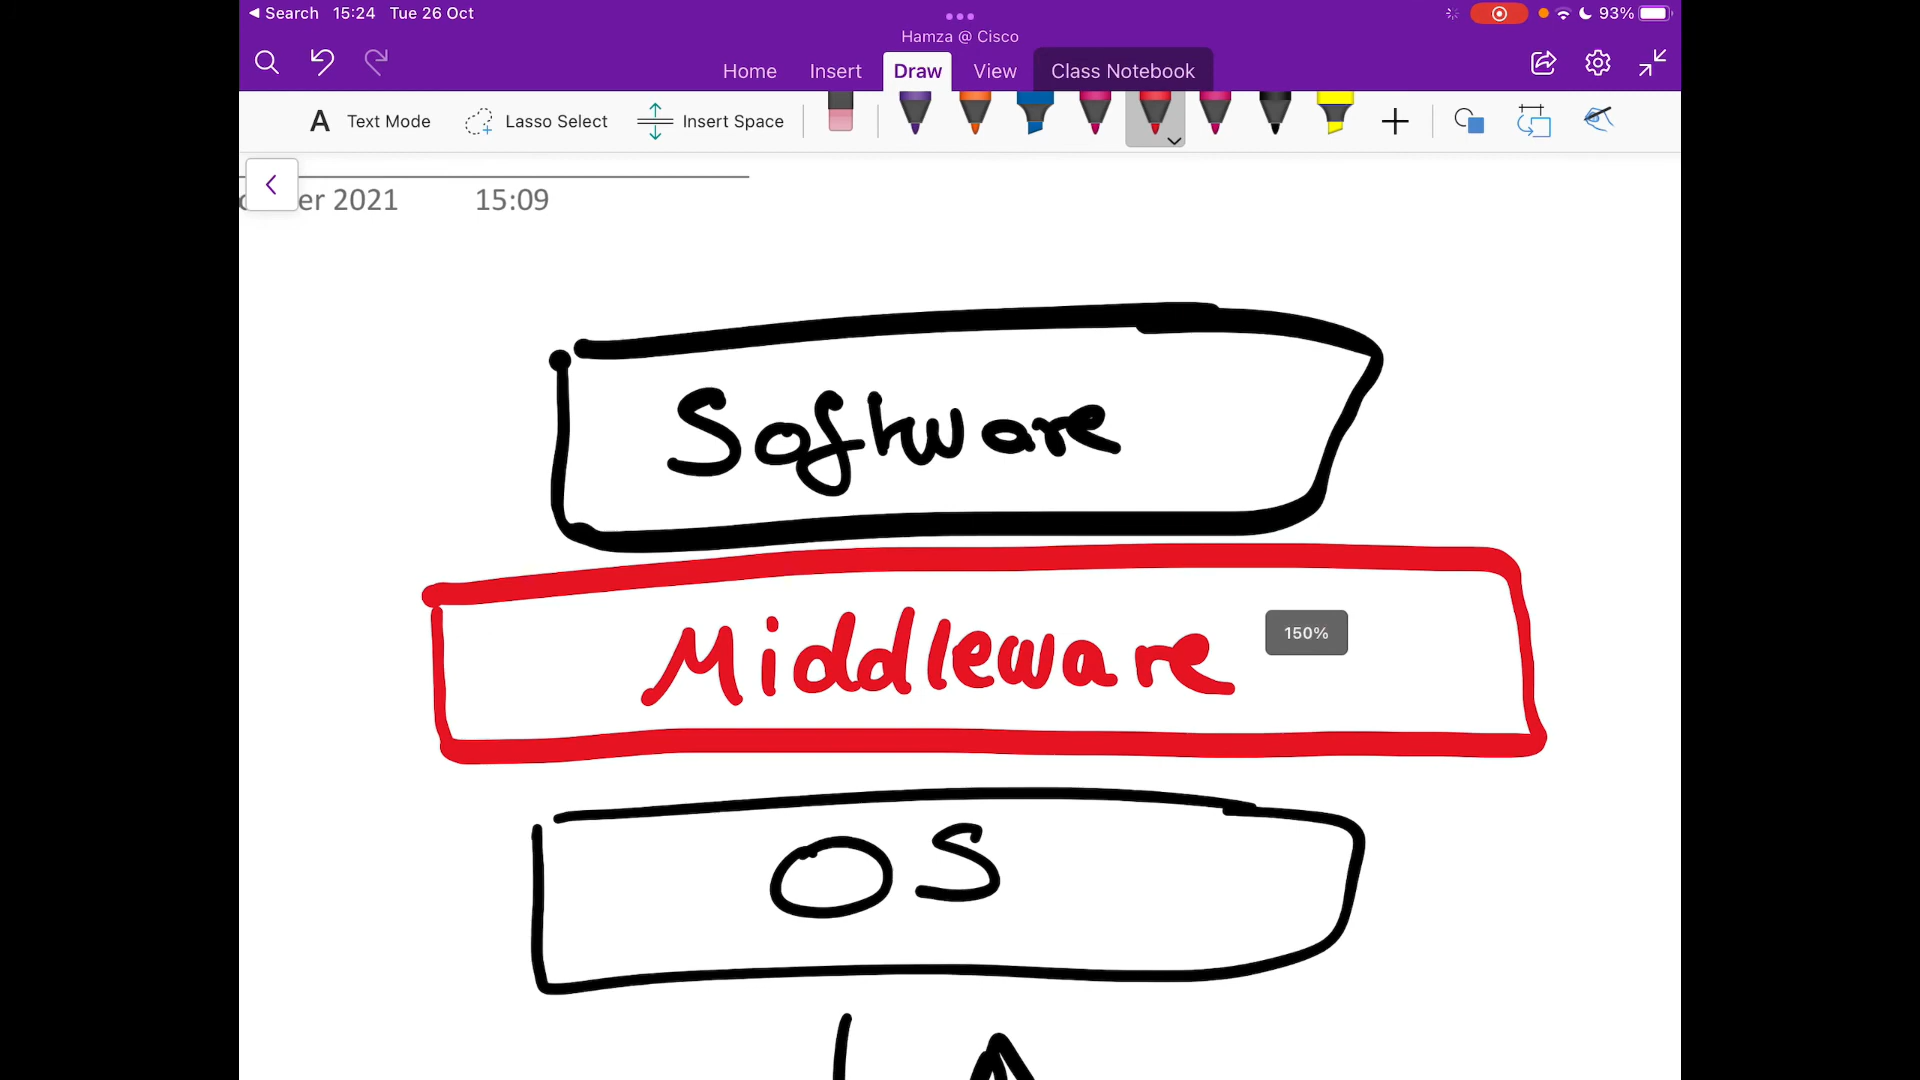 Search 15:24 Tue 26 Oct 93%
Hamza @ Cisco
Home Insert Draw View Class Notebook
A Text Mode Lasso Select Insert Space
er 2021 15:09
Software
Middleware
150%
OS